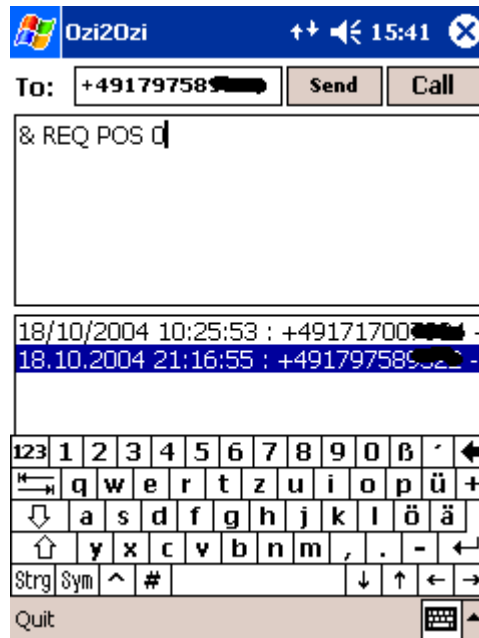 Ozi2Ozi 15:41
To: +49179758 Send Call
& REQ POS 0
18/10/2004 10:25:53 : +49171700 -
18.10.2004 21:16:55 : +49179758 -
123 1 2 3 4 5 6 7 8 9 0 ß ´
q w e r t z u i o p ü +
a s d f g h j k l ö ä
y x c v b n m , . -
Strg Sym ^ # ↓ ↑ ← →
Quit